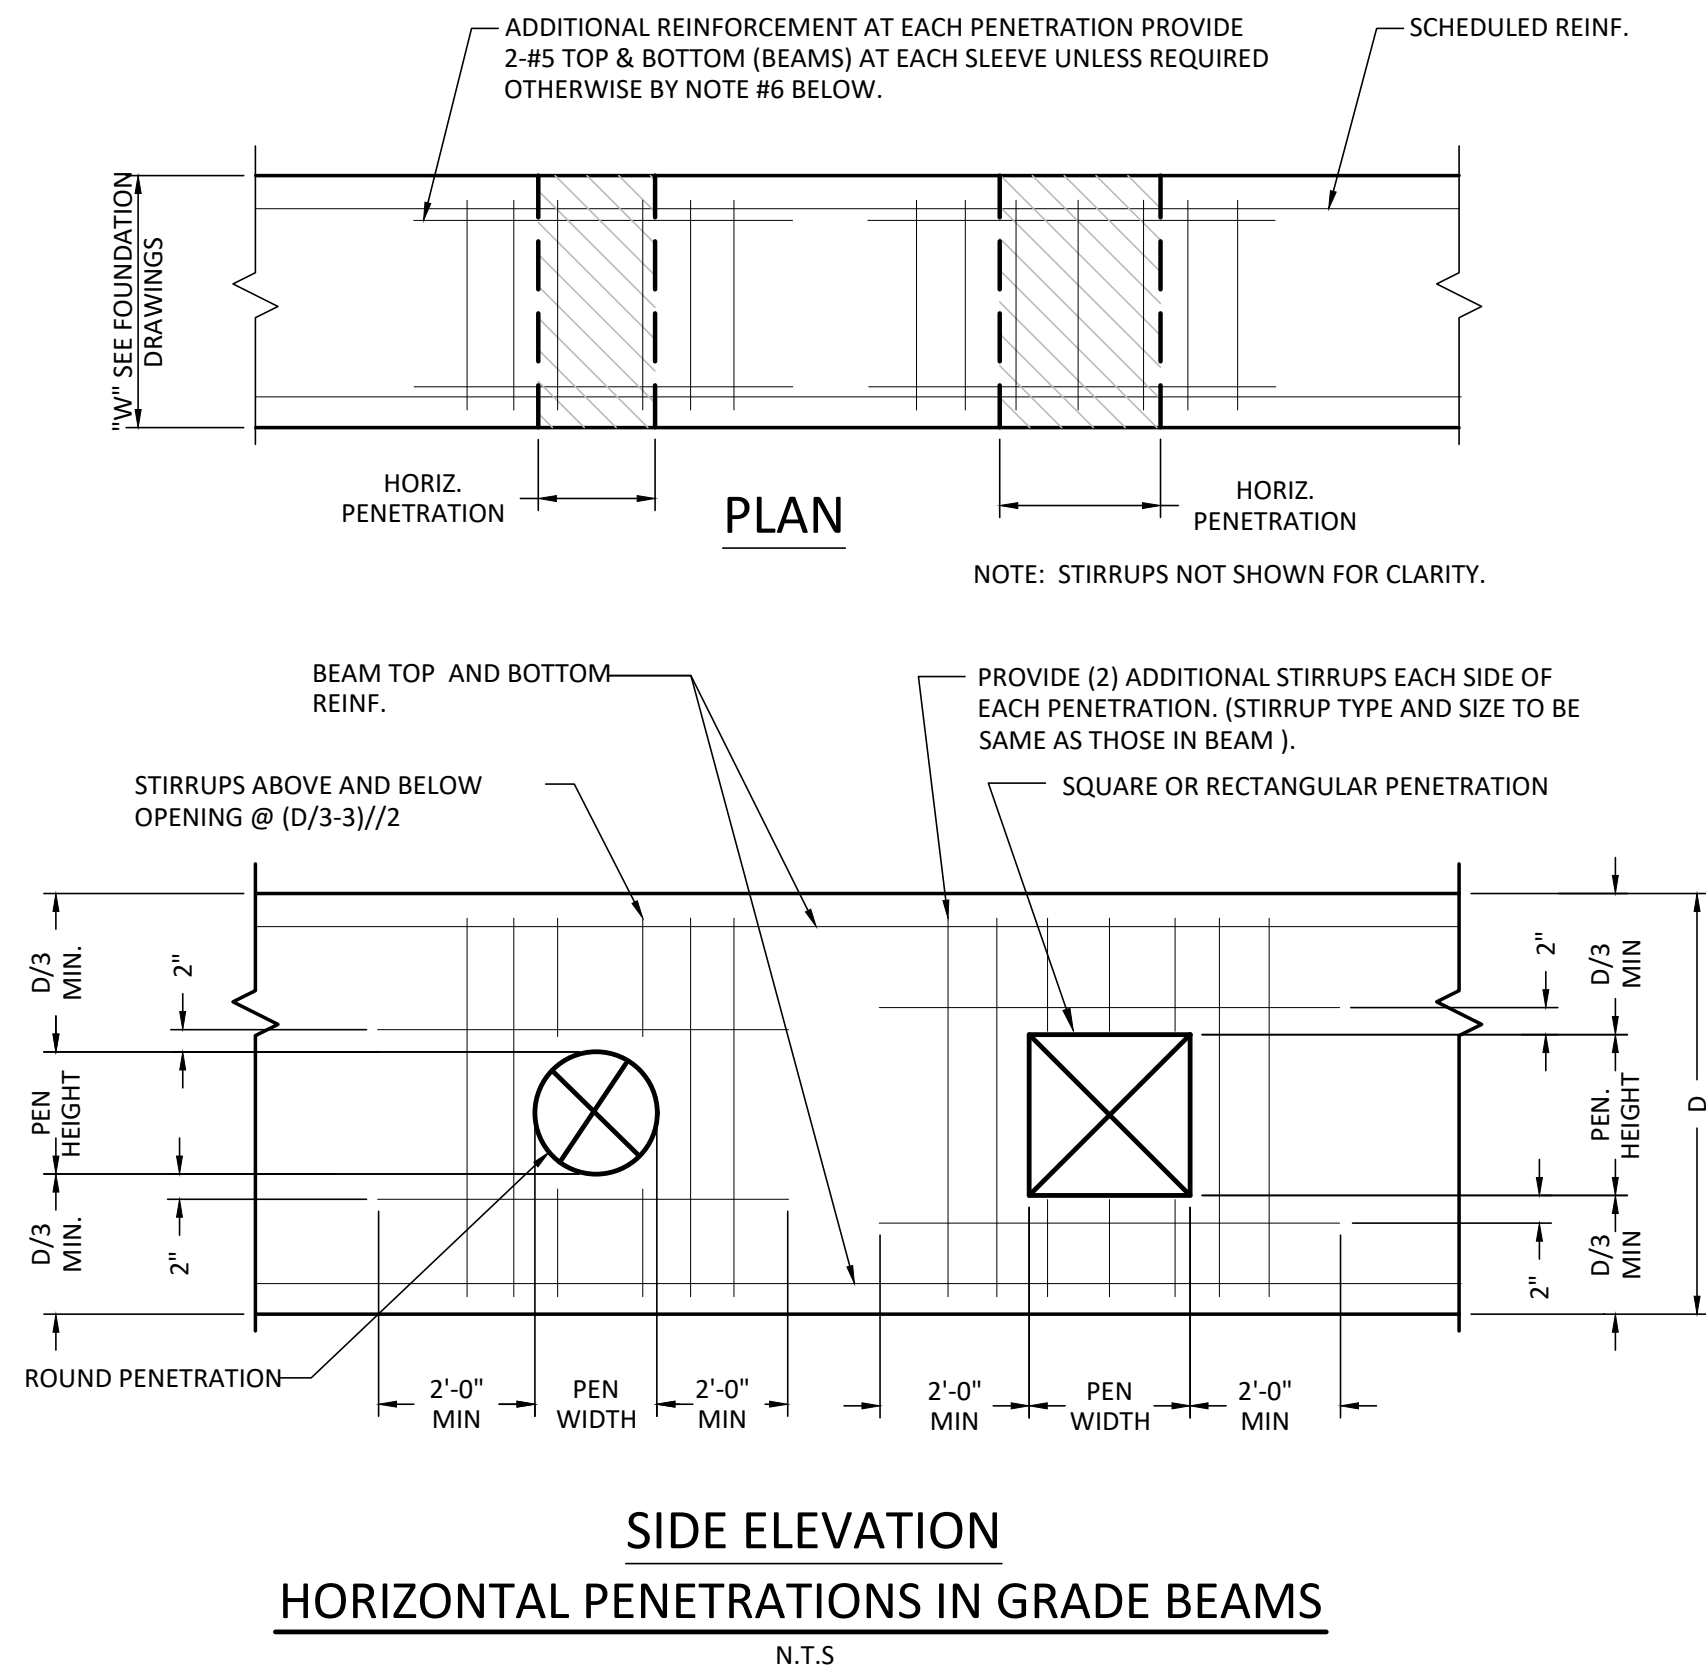 ADDITIONAL REINFORCEMENT AT EACH PENETRATION PROVIDE
2-#5 TOP & BOTTOM (BEAMS) AT EACH SLEEVE UNLESS REQUIRED
OTHERWISE BY NOTE #6 BELOW.
SCHEDULED REINF.
"W" SEE FOUNDATION
DRAWINGS
HORIZ.
PENETRATION
PLAN
HORIZ.
PENETRATION
NOTE: STIRRUPS NOT SHOWN FOR CLARITY.
BEAM TOP AND BOTTOM
REINF.
PROVIDE (2) ADDITIONAL STIRRUPS EACH SIDE OF
EACH PENETRATION. (STIRRUP TYPE AND SIZE TO BE
SAME AS THOSE IN BEAM ).
STIRRUPS ABOVE AND BELOW
OPENING @ (D/3-3)//2
SQUARE OR RECTANGULAR PENETRATION
D/3
MIN.
2"
PEN
HEIGHT
D/3
MIN.
2"
2"
D/3
MIN
PEN.
HEIGHT
D
2"
D/3
MIN
ROUND PENETRATION
2'-0"
MIN
PEN
WIDTH
2'-0"
MIN
2'-0"
MIN
PEN
WIDTH
2'-0"
MIN
SIDE ELEVATION
HORIZONTAL PENETRATIONS IN GRADE BEAMS
N.T.S